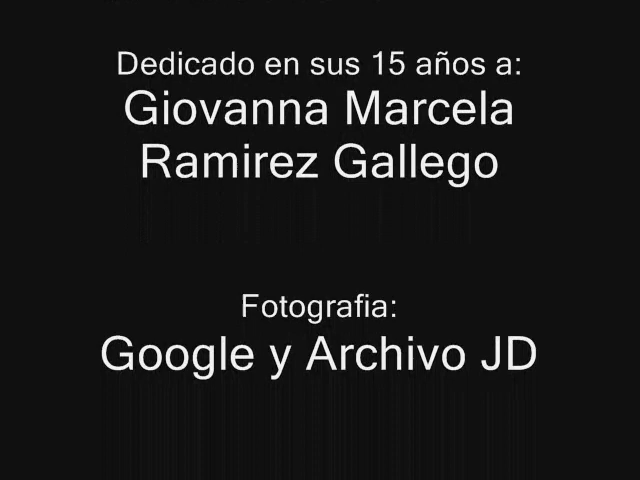 Dedicado en sus 15 años a:
Giovanna Marcela
Ramirez Gallego
Fotografia:
Google y Archivo JD